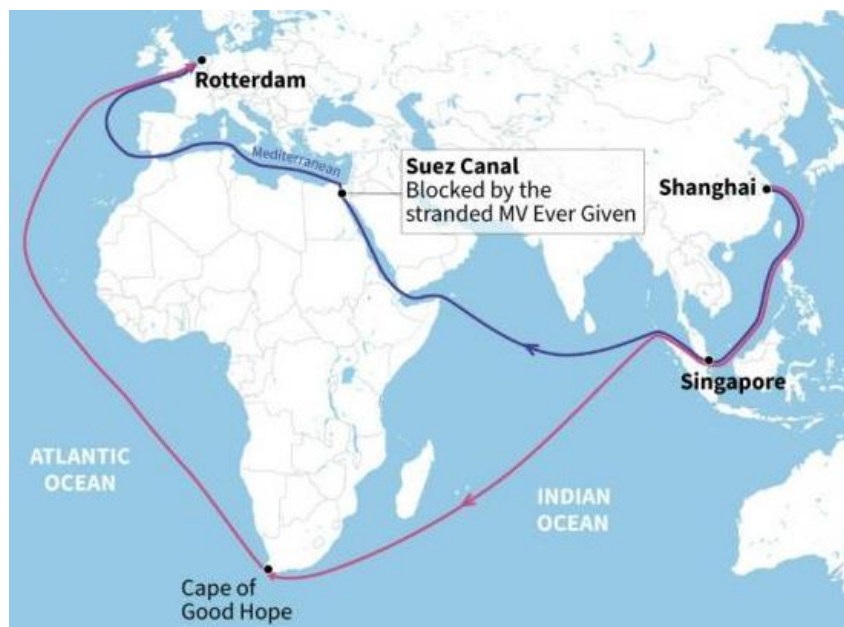 Rotterdam
Mediterranean
Suez Canal
Blocked by the
stranded MV Ever Given
Shanghai
Singapore
ATLANTIC
OCEAN
INDIAN
OCEAN
Cape of
Good Hope